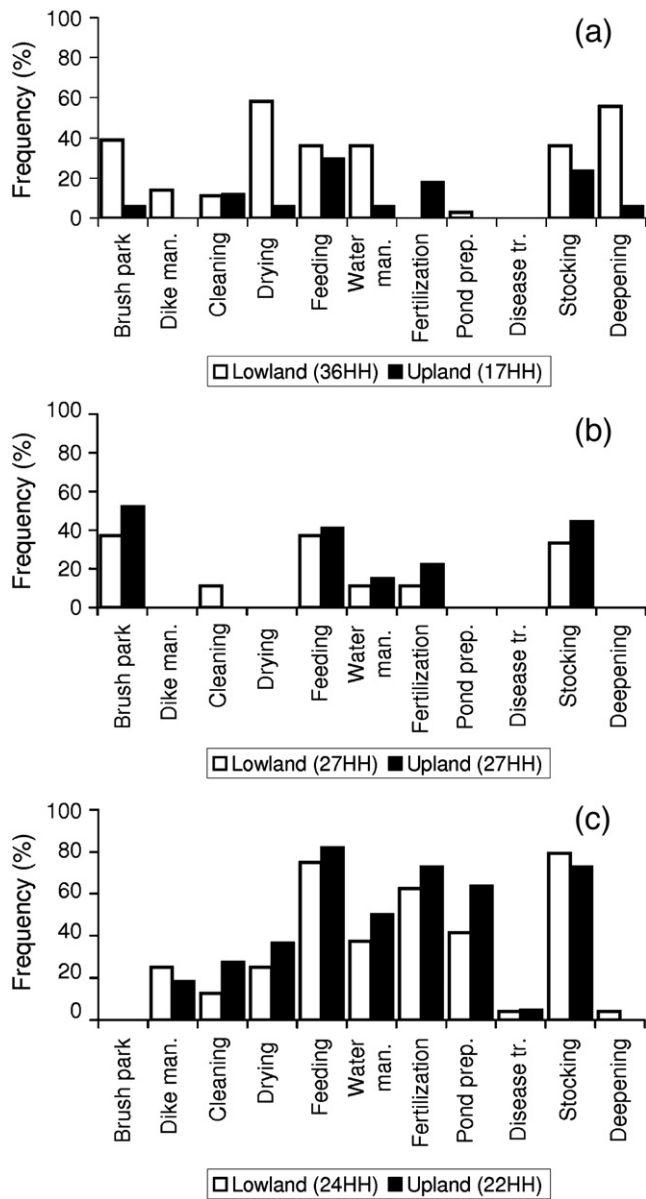 (a)
Frequency (%)
100
80
60
40
20
0
Brush park
Dike man.
Cleaning
Drying
Feeding
Water
man.
Fertilization
Pond prep.
Disease tr.
Stocking
Deepening
Lowland (36HH) Upland (17HH)
(b)
Frequency (%)
100
80
60
40
20
0
Brush park
Dike man.
Cleaning
Drying
Feeding
Water
man.
Fertilization
Pond prep.
Disease tr.
Stocking
Deepening
Lowland (27HH) Upland (27HH)
(c)
Frequency (%)
100
80
60
40
20
0
Brush park
Dike man.
Cleaning
Drying
Feeding
Water
man.
Fertilization
Pond prep.
Disease tr.
Stocking
Deepening
Lowland (24HH) Upland (22HH)